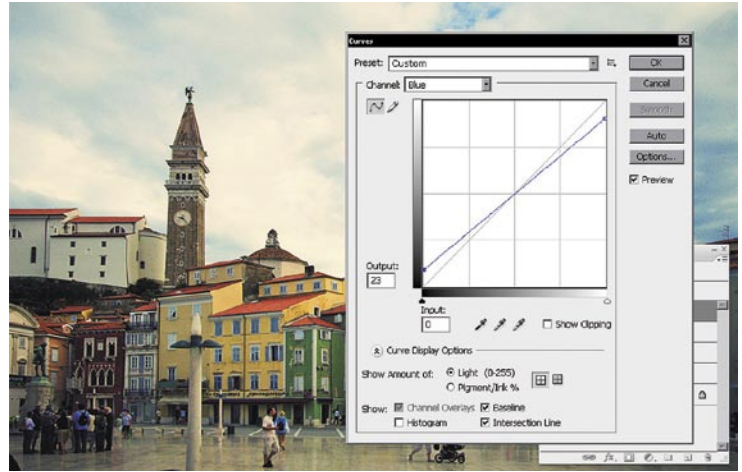 Curves
Preset: Custom
OK
Channel: Blue
Cancel
Smooth
Auto
Options...
Preview
Output:
23
Input:
0
Show Clipping
Curve Display Options
Show Amount of: Light (0-255)
Pigment/Ink %
Show: Channel Overlays Baseline
Histogram Intersection Line
fx.